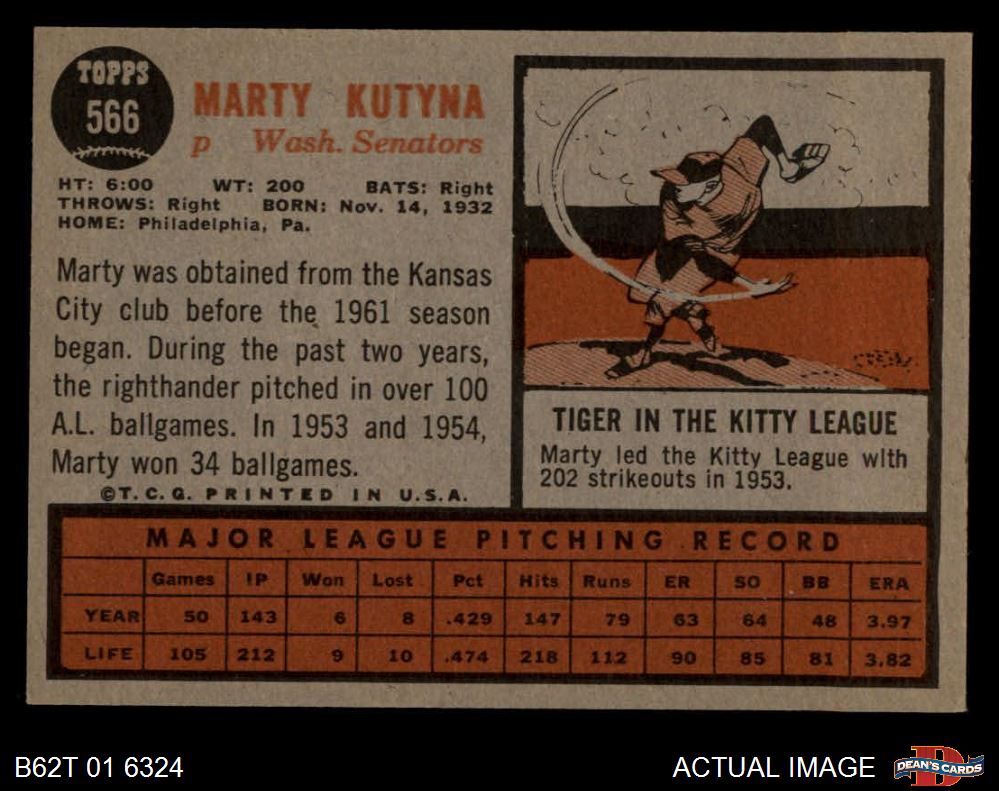 TOPPS
566
MARTY KUTYNA
p Wash. Senators
HT: 6:00 WT: 200 BATS: Right
THROWS: Right BORN: Nov. 14, 1932
HOME: Philadelphia, Pa.
Marty was obtained from the Kansas
City club before the 1961 season
began. During the past two years,
the righthander pitched in over 100
A.L. ballgames. In 1953 and 1954,
Marty won 34 ballgames.
©T.C.G. PRINTED IN U.S.A.
TIGER IN THE KITTY LEAGUE
Marty led the Kitty League with
202 strikeouts in 1953.
MAJOR LEAGUE PITCHING RECORD
Games IP Won Lost Pct Hits Runs ER SO BB ERA
YEAR 50 143 6 8 .429 147 79 63 64 48 3.97
LIFE 105 212 9 10 .474 218 112 90 85 81 3.82
B62T 01 6324
ACTUAL IMAGE
DEAN'S CARDS